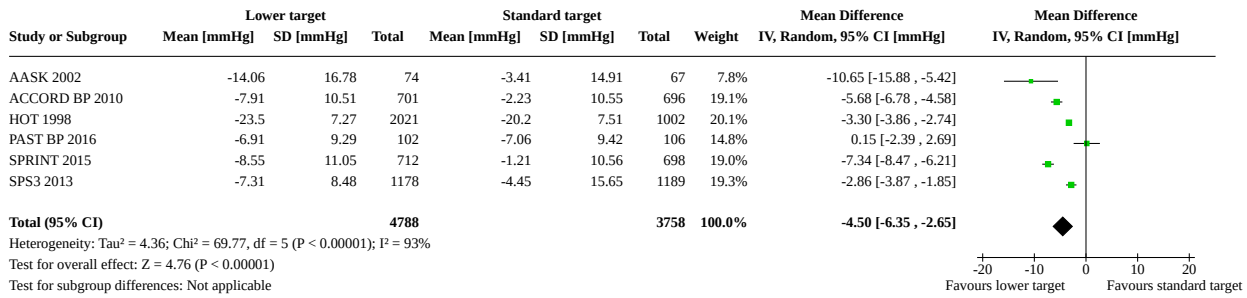 Lower target Standard target Mean Difference Mean Difference
Study or Subgroup Mean [mmHg] SD [mmHg] Total Mean [mmHg] SD [mmHg] Total Weight IV, Random, 95% CI [mmHg] IV, Random, 95% CI [mmHg]
AASK 2002 -14.06 16.78 74 -3.41 14.91 67 7.8% -10.65 [-15.88 , -5.42]
ACCORD BP 2010 -7.91 10.51 701 -2.23 10.55 696 19.1% -5.68 [-6.78 , -4.58]
HOT 1998 -23.5 7.27 2021 -20.2 7.51 1002 20.1% -3.30 [-3.86 , -2.74]
PAST BP 2016 -6.91 9.29 102 -7.06 9.42 106 14.8% 0.15 [-2.39 , 2.69]
SPRINT 2015 -8.55 11.05 712 -1.21 10.56 698 19.0% -7.34 [-8.47 , -6.21]
SPS3 2013 -7.31 8.48 1178 -4.45 15.65 1189 19.3% -2.86 [-3.87 , -1.85]
Total (95% CI) 4788 3758 100.0% -4.50 [-6.35 , -2.65]
Heterogeneity: Tau² = 4.36; Chi² = 69.77, df = 5 (P < 0.00001); I² = 93%
Test for overall effect: Z = 4.76 (P < 0.00001)
-20 -10 0 10 20
Test for subgroup differences: Not applicable Favours lower target Favours standard target